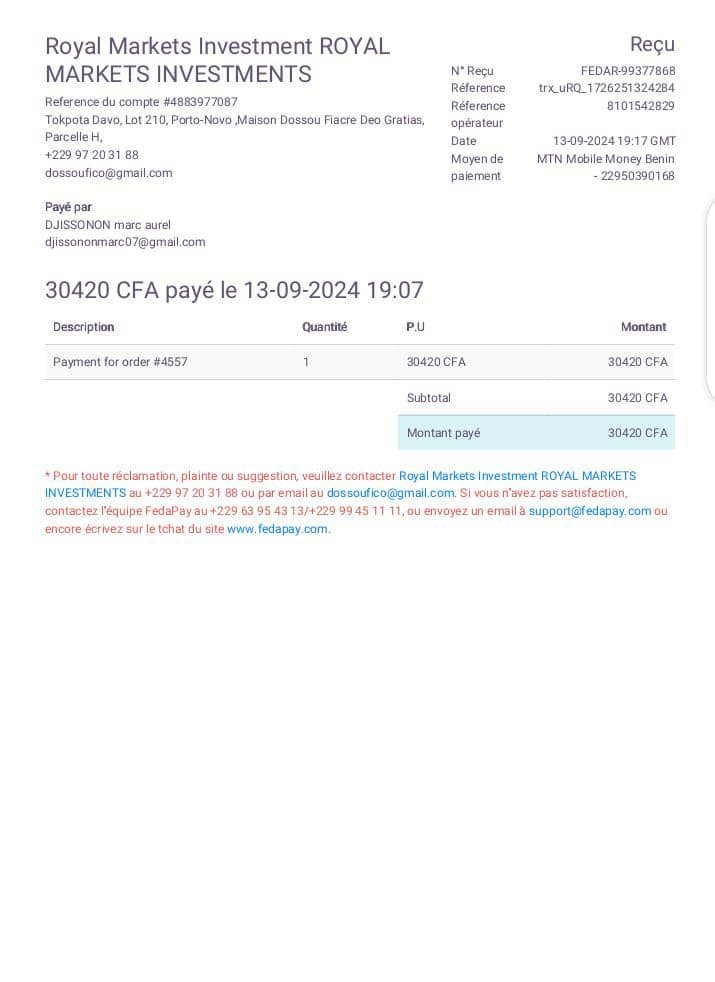 Royal Markets Investment ROYAL
MARKETS INVESTMENTS
Reference du compte #4883977087
Tokpota Davo, Lot 210, Porto-Novo ,Maison Dossou Fiacre Deo Gratias,
Parcelle H,
+229 97 20 31 88
dossoufico@gmail.com
Reçu
N° Reçu FEDAR-99377868
Réference trx_uRQ_1726251324284
Réference 8101542829
opérateur
Date 13-09-2024 19:17 GMT
Moyen de MTN Mobile Money Benin
paiement - 22950390168
Payé par
DJISSONON marc aurel
djissononmarc07@gmail.com
30420 CFA payé le 13-09-2024 19:07
Description Quantité P.U Montant
Payment for order #4557 1 30420 CFA 30420 CFA
Subtotal 30420 CFA
Montant payé 30420 CFA
* Pour toute réclamation, plainte ou suggestion, veuillez contacter Royal Markets Investment ROYAL MARKETS
INVESTMENTS au +229 97 20 31 88 ou par email au dossoufico@gmail.com. Si vous n'avez pas satisfaction,
contactez l'équipe FedaPay au +229 63 95 43 13/+229 99 45 11 11, ou envoyez un email à support@fedapay.com ou
encore écrivez sur le tchat du site www.fedapay.com.